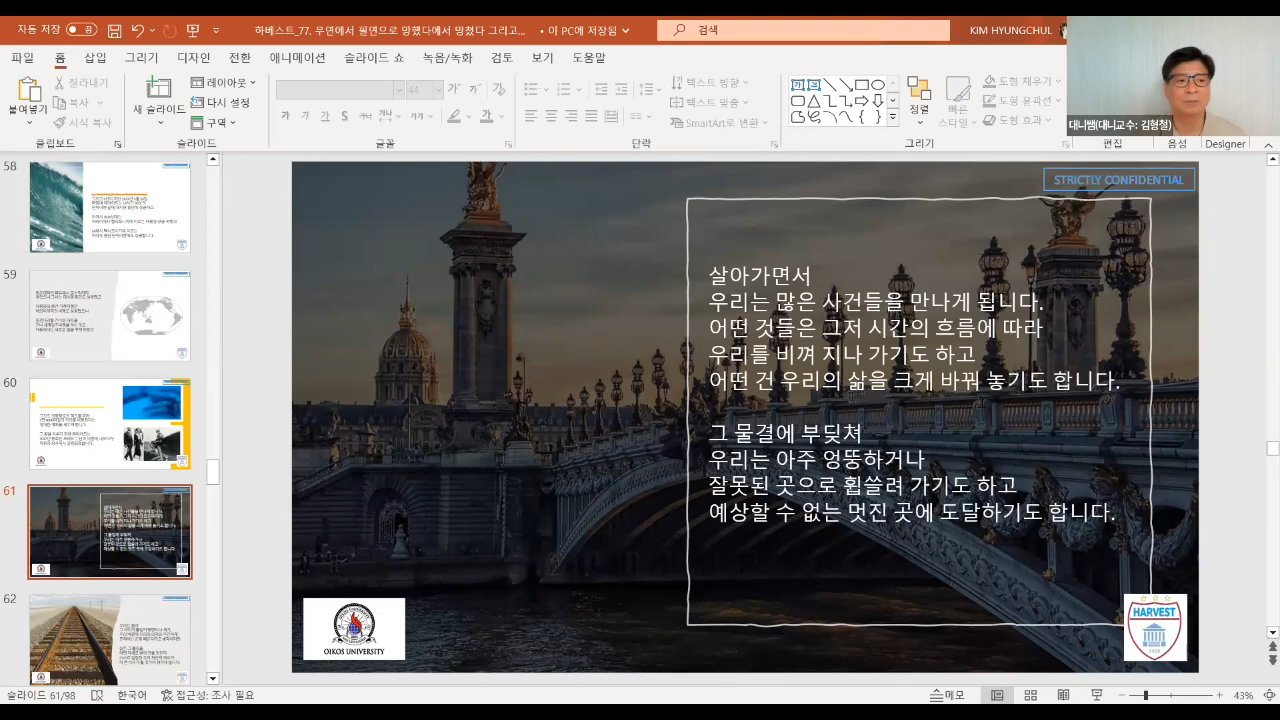 자동 저장
하베스트_77. 우연에서 필연으로 망했다에서 망쳤다 그리고... • 이 PC에 저장됨
검색
KIM HYUNGCHUL
파일 홈 삽입 그리기 디자인 전환 애니메이션 슬라이드 쇼 녹음/녹화 검토 보기 도움말
붙여넣기
잘라내기
복사
서식 복사
클립보드
새 슬라이드
레이아웃
다시 설정
구역
슬라이드
44
글꼴
텍스트 방향
텍스트 맞춤
SmartArt로 변환
단락
정렬
빠른 스타일
도형 채우기
도형 윤곽선
도형 효과
그리기
편집
음성
Designer
대니쌤(대니교수: 김형철)
58
59
60
61
62
STRICTLY CONFIDENTIAL
살아가면서
우리는 많은 사건들을 만나게 됩니다.
어떤 것들은 그저 시간의 흐름에 따라
우리를 비껴 지나 가기도 하고
어떤 건 우리의 삶을 크게 바꿔 놓기도 합니다.
그 물결에 부딪쳐
우리는 아주 엉뚱하거나
잘못된 곳으로 휩쓸려 가기도 하고
예상할 수 없는 멋진 곳에 도달하기도 합니다.
OIKOS UNIVERSITY
HARVEST
슬라이드 61/98
한국어
접근성: 조사 필요
메모
43%